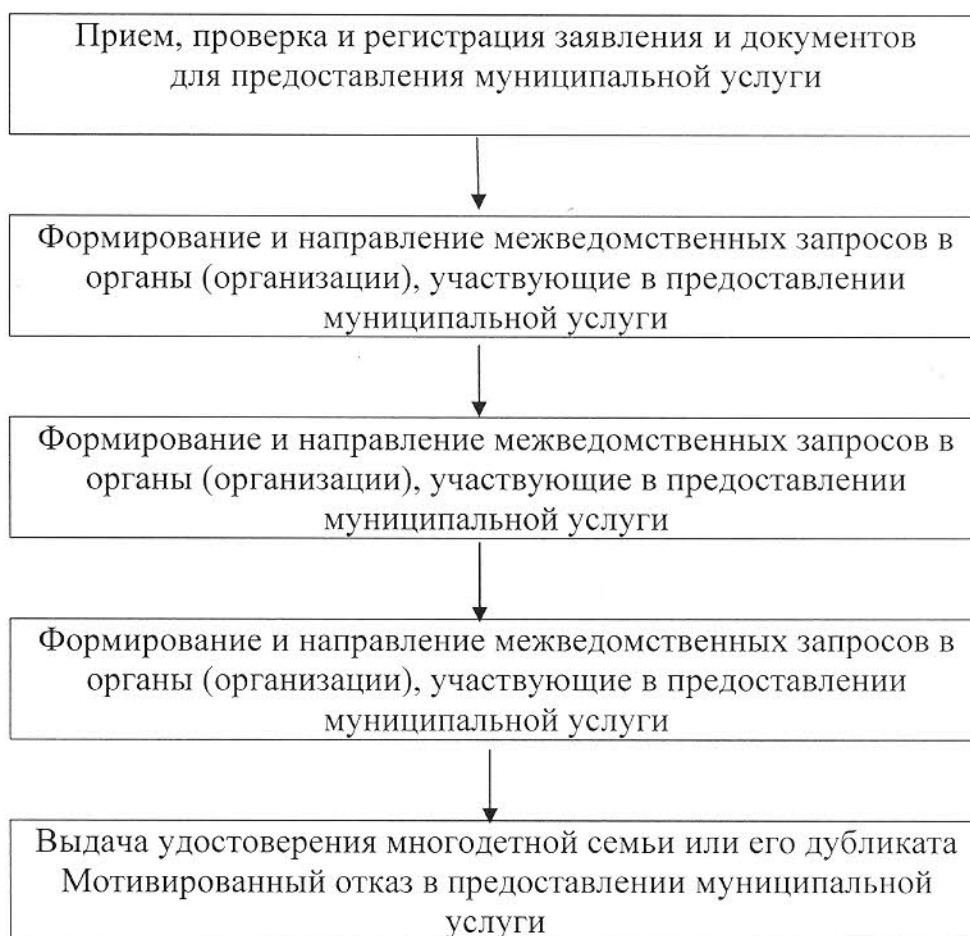 Прием, проверка и регистрация заявления и документов
для предоставления муниципальной услуги
Формирование и направление межведомственных запросов в
органы (организации), участвующие в предоставлении
муниципальной услуги
Формирование и направление межведомственных запросов в
органы (организации), участвующие в предоставлении
муниципальной услуги
Формирование и направление межведомственных запросов в
органы (организации), участвующие в предоставлении
муниципальной услуги
Выдача удостоверения многодетной семьи или его дубликата
Мотивированный отказ в предоставлении муниципальной
услуги